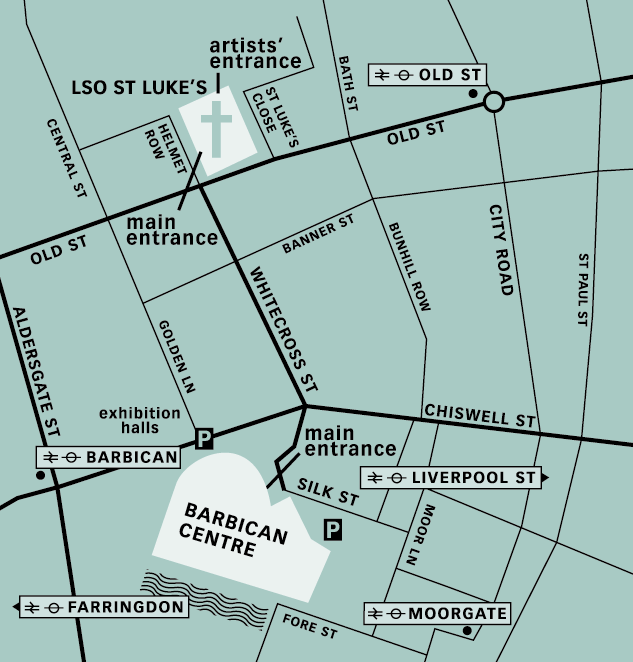 artists'
entrance
LSO ST LUKE'S
OLD ST
BATH ST
ST LUKE'S
CLOSE
CENTRAL ST
HELMET
ROW
OLD ST
main
entrance
OLD ST
BANNER ST
BUNHILL ROW
CITY ROAD
ST PAUL ST
WHITECROSS ST
ALDERSGATE ST
GOLDEN LN
exhibition
halls
P
CHISWELL ST
main
entrance
BARBICAN
LIVERPOOL ST
SILK ST
BARBICAN
CENTRE
P
MOOR LN
FARRINGDON
MOORGATE
FORE ST